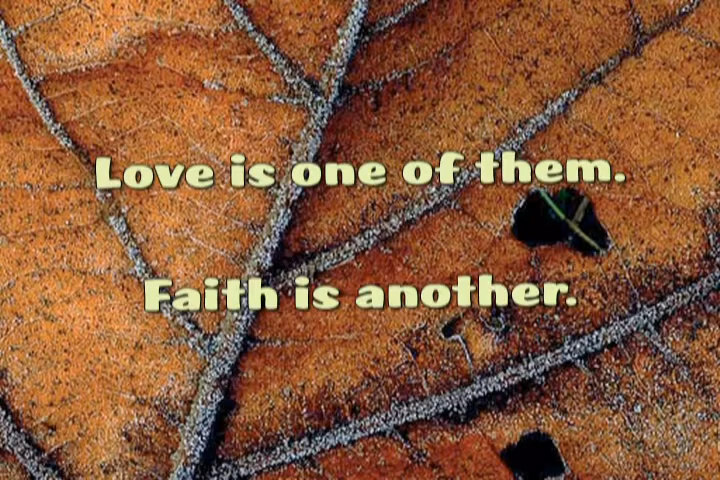 Love is one of them.
Faith is another.